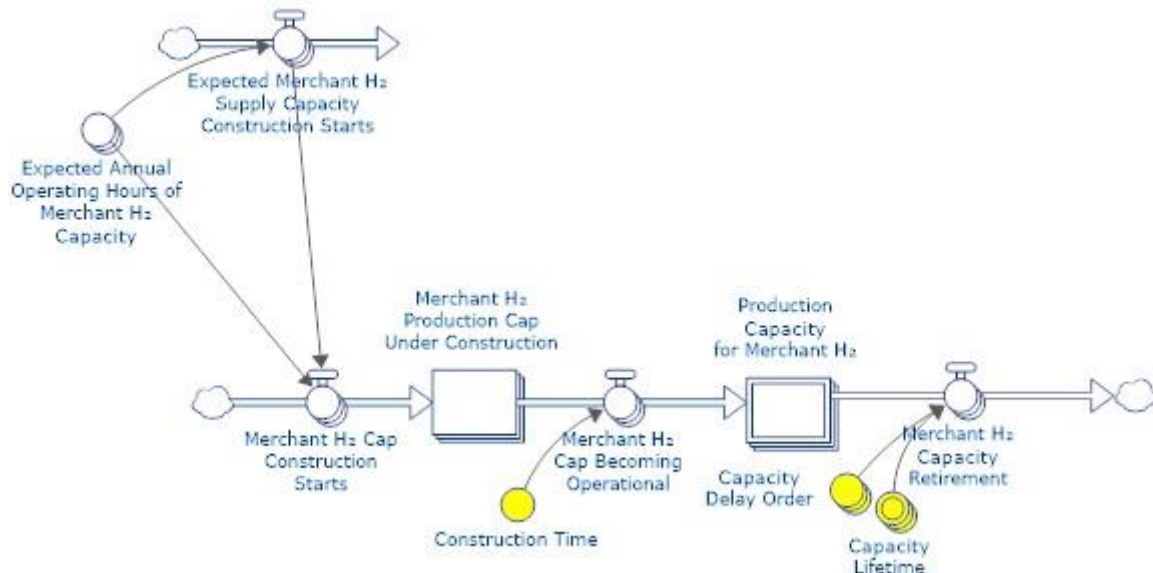 Expected Merchant H₂
Supply Capacity
Construction Starts
Expected Annual
Operating Hours of
Merchant H₂
Capacity
Merchant H₂
Production Cap
Under Construction
Production
Capacity
for Merchant H₂
Merchant H₂ Cap
Construction
Starts
Merchant H₂
Cap Becoming
Operational
Merchant H₂
Capacity
Retirement
Capacity
Delay Order
Construction Time
Capacity
Lifetime